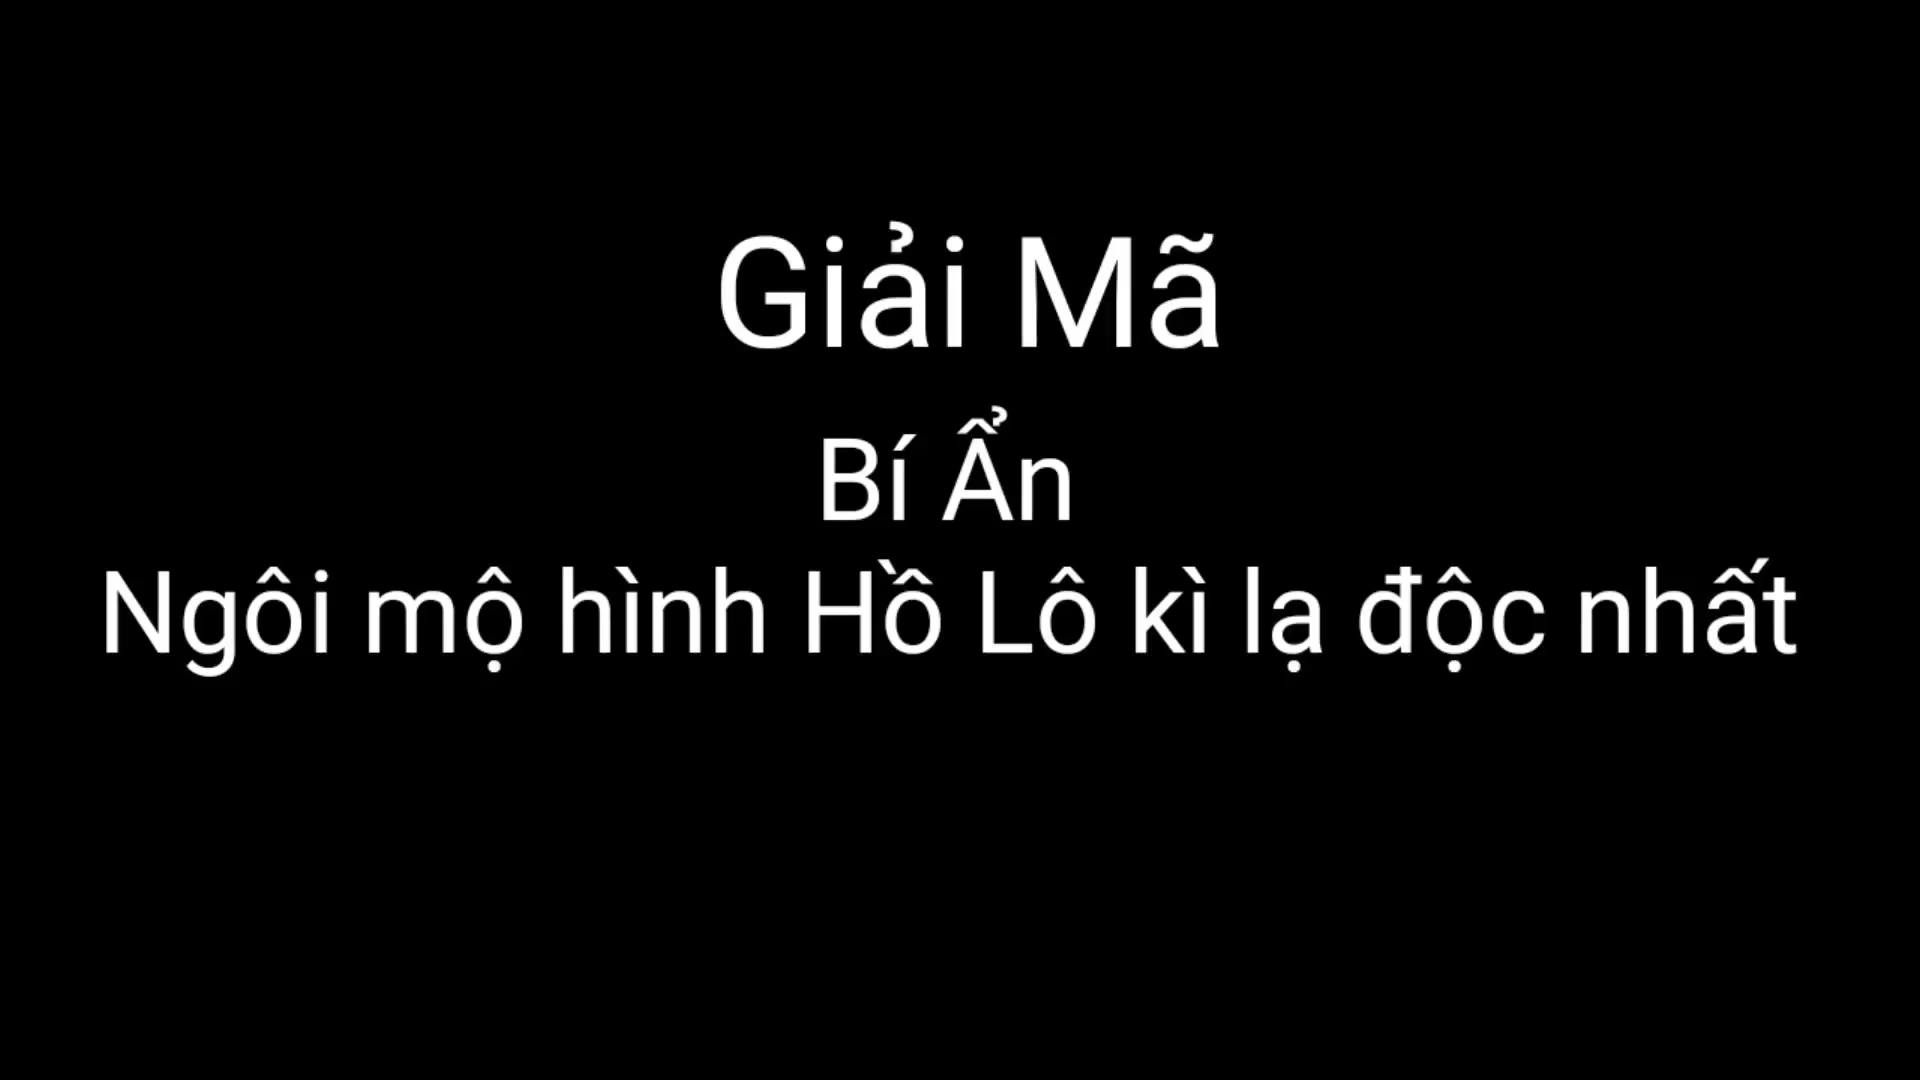 Giải Mã
Bí Ẩn
Ngôi mộ hình Hồ Lô kì lạ độc nhất